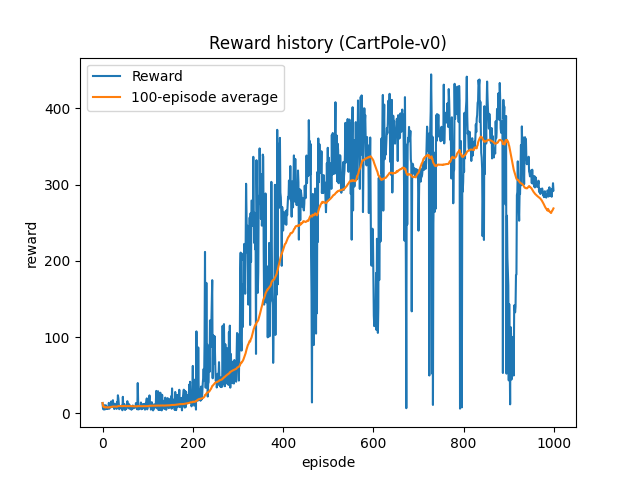 Reward history (CartPole-v0)
Reward
100-episode average
400
300
200
100
0
reward
0 200 400 600 800 1000
episode